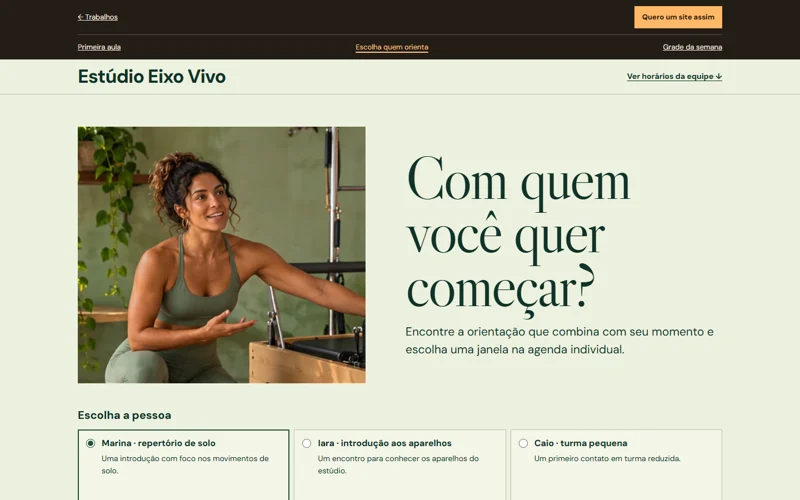 ← Trabalhos
Quero um site assim
Primeira aula
Escolha quem orienta
Grade da semana
Estúdio Eixo Vivo
Ver horários da equipe ↓
Com quem
você quer
começar?
Encontre a orientação que combina com seu momento e
escolha uma janela na agenda individual.
Escolha a pessoa
Marina · repertório de solo
Uma introdução com foco nos movimentos de
solo.
Iara · introdução aos aparelhos
Um encontro para conhecer os aparelhos do
estúdio.
Caio · turma pequena
Um primeiro contato em turma reduzida.